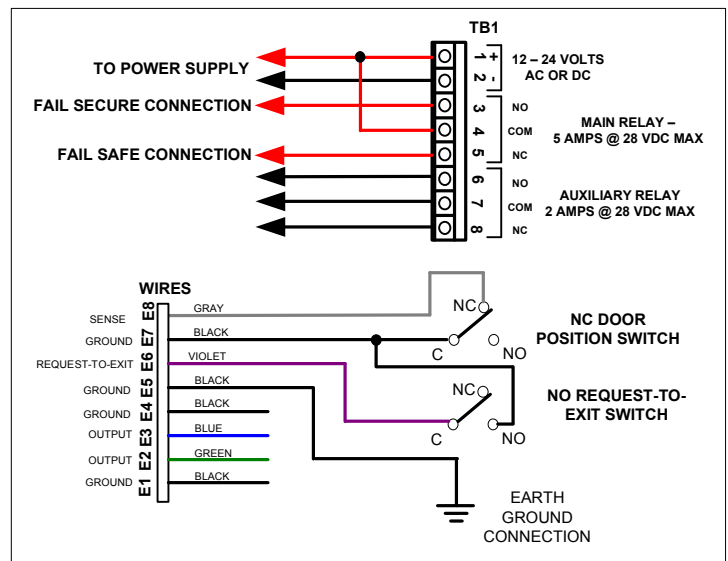 TB1
TO POWER SUPPLY
1 +
2 -
12 – 24 VOLTS
AC OR DC
FAIL SECURE CONNECTION
3 NO
4 COM
5 NC
MAIN RELAY –
5 AMPS @ 28 VDC MAX
FAIL SAFE CONNECTION
6 NO
7 COM
8 NC
AUXILIARY RELAY
2 AMPS @ 28 VDC MAX
WIRES
SENSE E8 GRAY
GROUND E7 BLACK
REQUEST-TO-EXIT E6 VIOLET
GROUND E5 BLACK
GROUND E4 BLACK
OUTPUT E3 BLUE
OUTPUT E2 GREEN
GROUND E1 BLACK
NC
C
NO
NC DOOR
POSITION SWITCH
NC
C
NO
NO REQUEST-TO-
EXIT SWITCH
EARTH
GROUND
CONNECTION